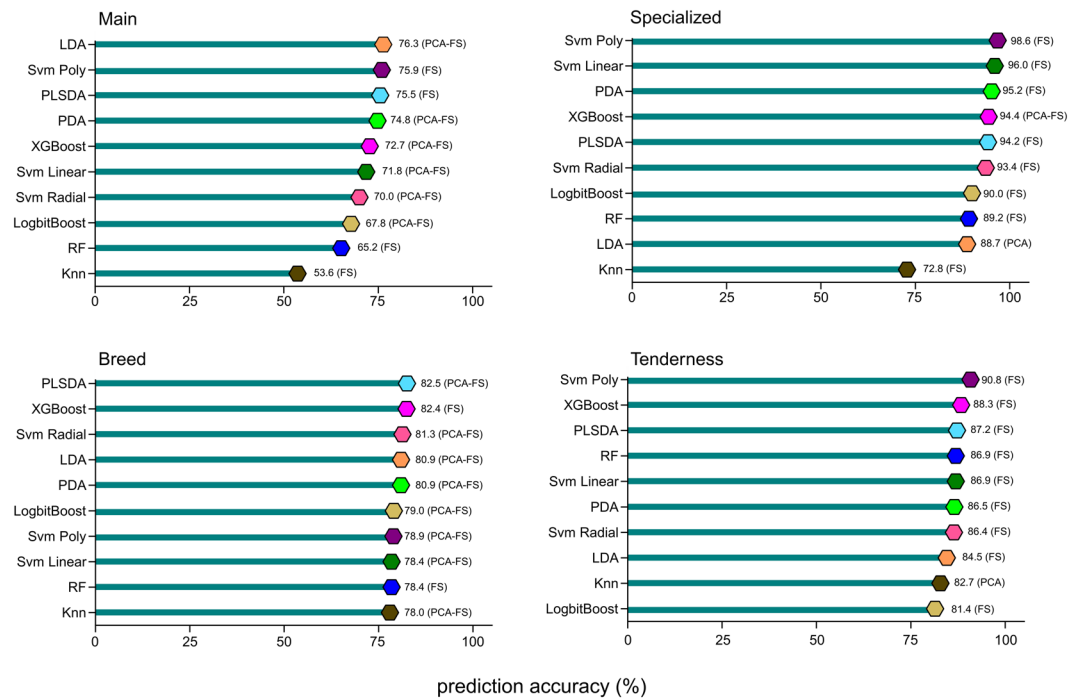 Main
LDA 76.3 (PCA-FS)
Svm Poly 75.9 (FS)
PLSDA 75.5 (FS)
PDA 74.8 (PCA-FS)
XGBoost 72.7 (PCA-FS)
Svm Linear 71.8 (PCA-FS)
Svm Radial 70.0 (PCA-FS)
LogbitBoost 67.8 (PCA-FS)
RF 65.2 (FS)
Knn 53.6 (FS)
0 25 50 75 100
Specialized
Svm Poly 98.6 (FS)
Svm Linear 96.0 (FS)
PDA 95.2 (FS)
XGBoost 94.4 (PCA-FS)
PLSDA 94.2 (FS)
Svm Radial 93.4 (FS)
LogbitBoost 90.0 (FS)
RF 89.2 (FS)
LDA 88.7 (PCA)
Knn 72.8 (FS)
0 25 50 75 100
Breed
PLSDA 82.5 (PCA-FS)
XGBoost 82.4 (FS)
Svm Radial 81.3 (PCA-FS)
LDA 80.9 (PCA-FS)
PDA 80.9 (PCA-FS)
LogbitBoost 79.0 (PCA-FS)
Svm Poly 78.9 (PCA-FS)
Svm Linear 78.4 (PCA-FS)
RF 78.4 (FS)
Knn 78.0 (PCA-FS)
0 25 50 75 100
Tenderness
Svm Poly 90.8 (FS)
XGBoost 88.3 (FS)
PLSDA 87.2 (FS)
RF 86.9 (FS)
Svm Linear 86.9 (FS)
PDA 86.5 (FS)
Svm Radial 86.4 (FS)
LDA 84.5 (FS)
Knn 82.7 (PCA)
LogbitBoost 81.4 (FS)
0 25 50 75 100
prediction accuracy (%)